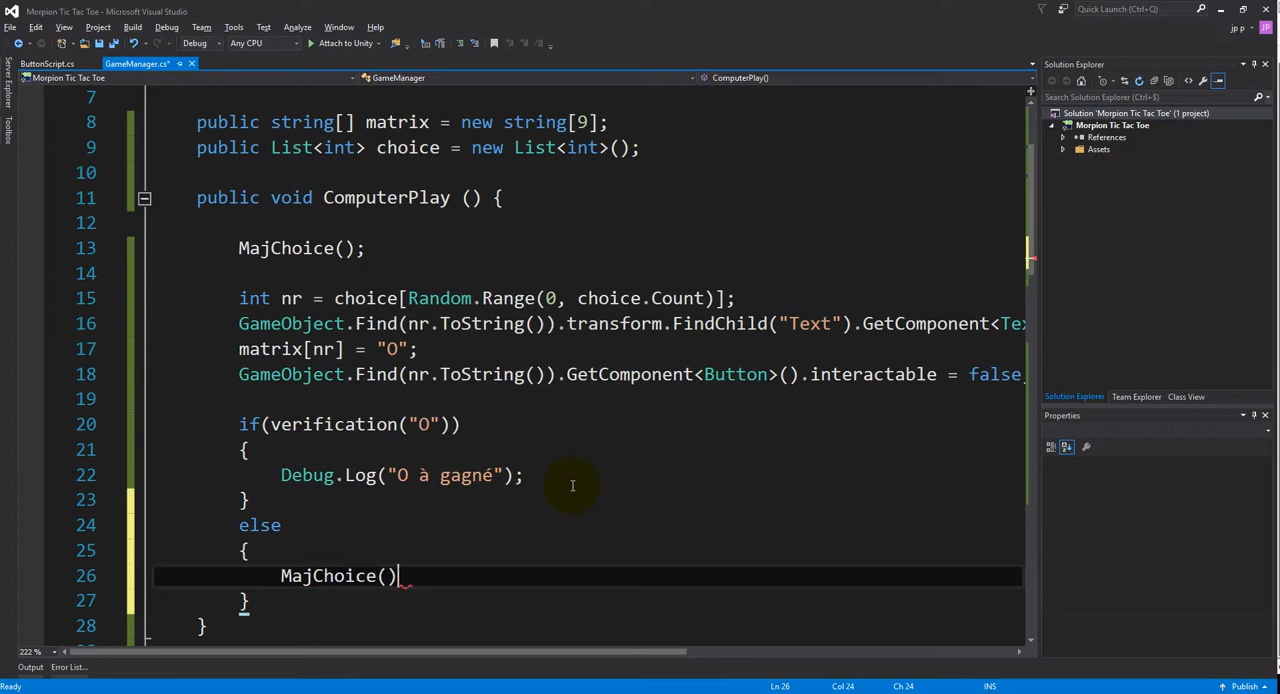 Morpion Tic Tac Toe - Microsoft Visual Studio
Quick Launch (Ctrl+Q)
File Edit View Project Build Debug Team Tools Test Analyze Window Help
jp p JP
Debug Any CPU Attach to Unity
ButtonScript.cs GameManager.cs*
Morpion Tic Tac Toe GameManager ComputerPlay()
Server Explorer
Toolbox
7
8 public string[] matrix = new string[9];
9 public List<int> choice = new List<int>();
10
11 public void ComputerPlay () {
12
13 MajChoice();
14
15 int nr = choice[Random.Range(0, choice.Count)];
16 GameObject.Find(nr.ToString()).transform.FindChild("Text").GetComponent<Tex
17 matrix[nr] = "O";
18 GameObject.Find(nr.ToString()).GetComponent<Button>().interactable = false
19
20 if(verification("O"))
21 {
22 Debug.Log("O à gagné");
23 }
24 else
25 {
26 MajChoice()
27 }
28 }
222 %
Output Error List...
Ready Ln 26 Col 24 Ch 24 INS Publish
Solution Explorer
Search Solution Explorer (Ctrl+$)
Solution 'Morpion Tic Tac Toe' (1 project)
Morpion Tic Tac Toe
References
Assets
Solution Explorer Team Explorer Class View
Properties